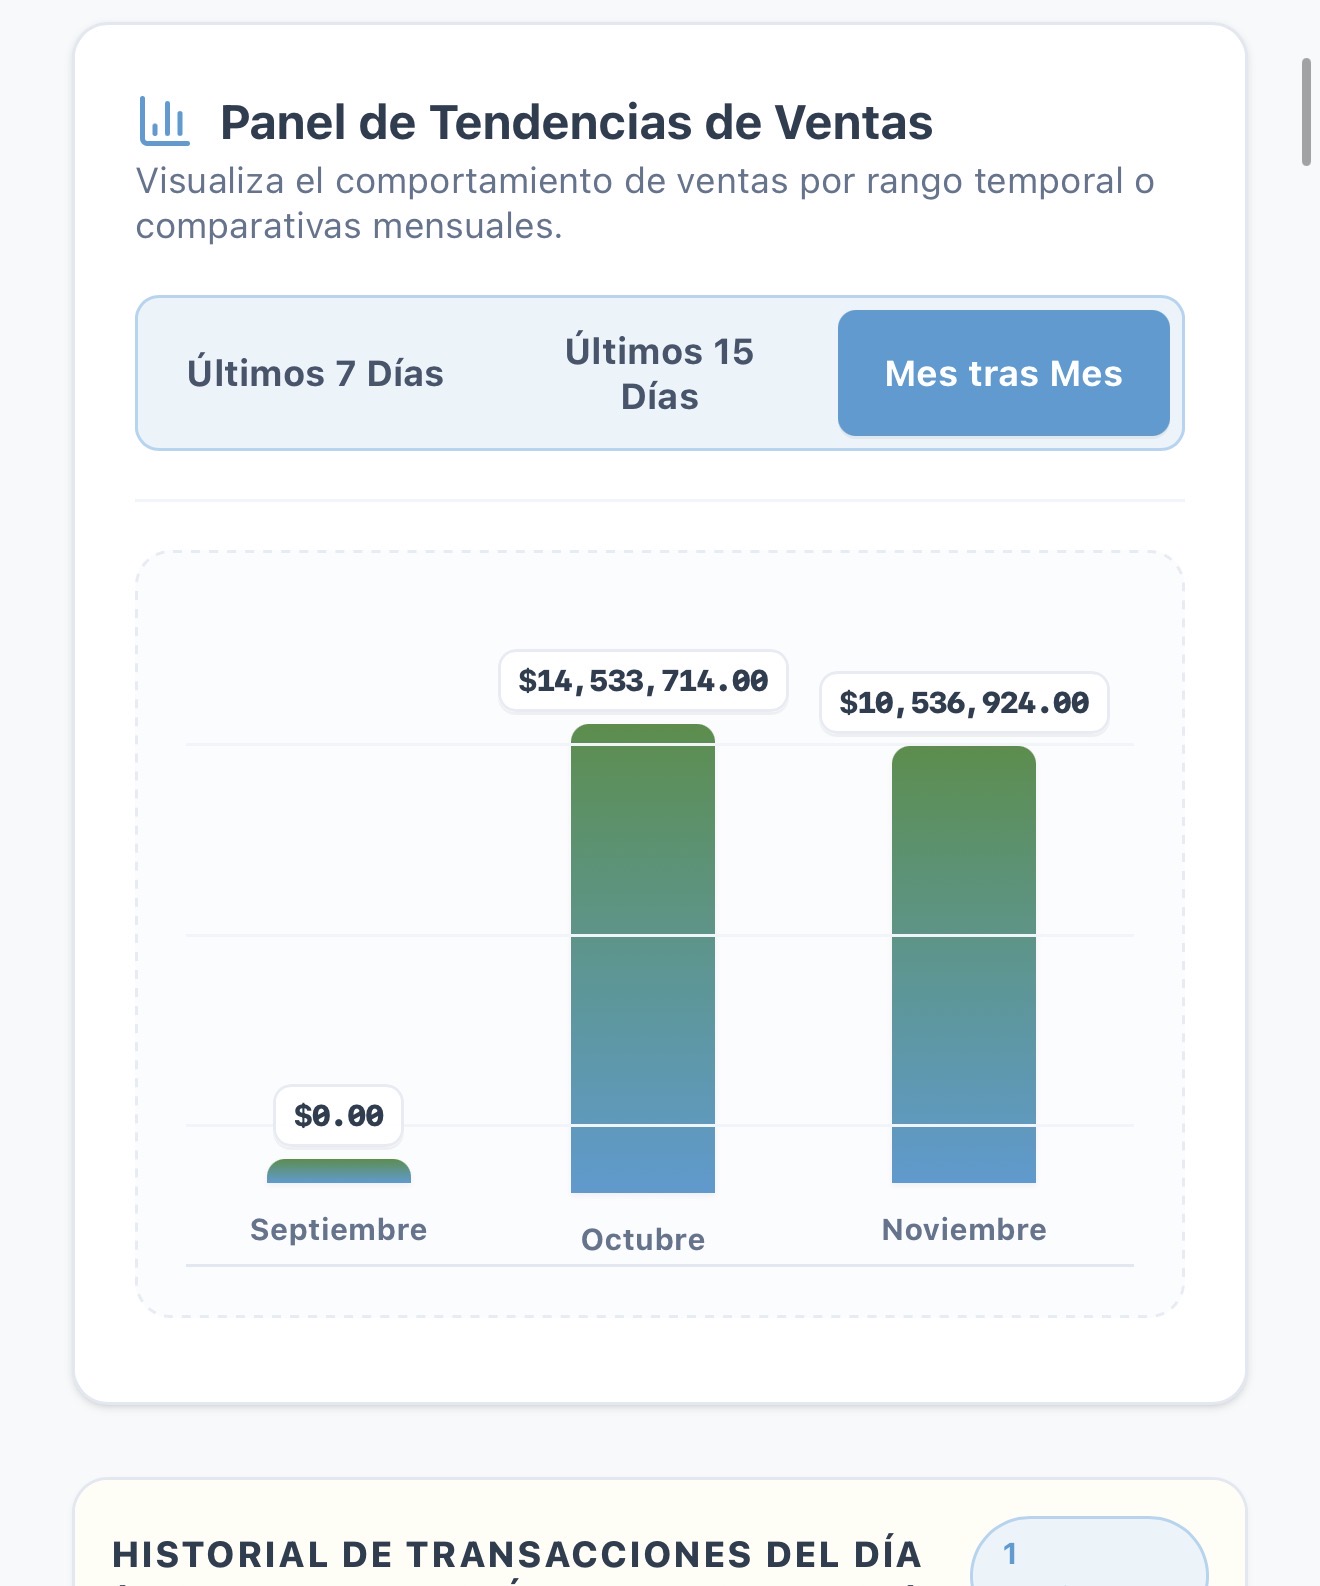 Panel de Tendencias de Ventas
Visualiza el comportamiento de ventas por rango temporal o
comparativas mensuales.
Últimos 7 Días
Últimos 15
Días
Mes tras Mes
$14,533,714.00
$10,536,924.00
$0.00
Septiembre
Octubre
Noviembre
HISTORIAL DE TRANSACCIONES DEL DÍA
1